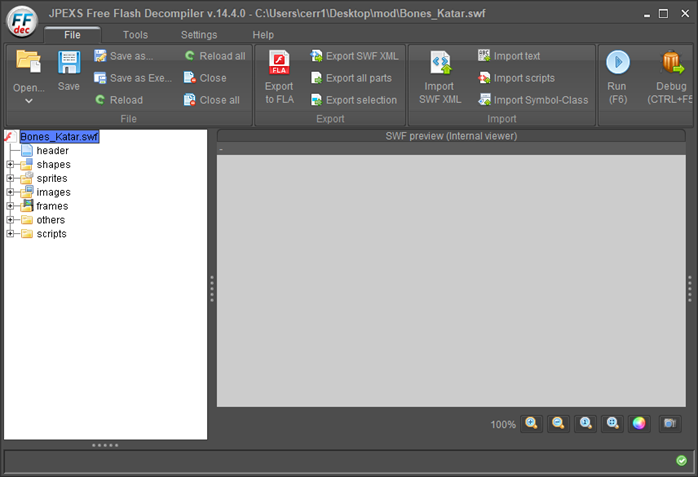 FF
dec
JPEXS Free Flash Decompiler v.14.4.0 - C:\Users\cerr1\Desktop\mod\Bones_Katar.swf
File Tools Settings Help
Open...
Save
Save as...
Save as Exe...
Reload
Reload all
Close
Close all
File
FLA
Export
to FLA
Export SWF XML
Export all parts
Export selection
Export
Import
SWF XML
Import text
Import scripts
Import Symbol-Class
Import
Run
(F6)
Debug
(CTRL+F5
Bones_Katar.swf
header
shapes
sprites
images
frames
others
scripts
SWF preview (Internal viewer)
-
100%